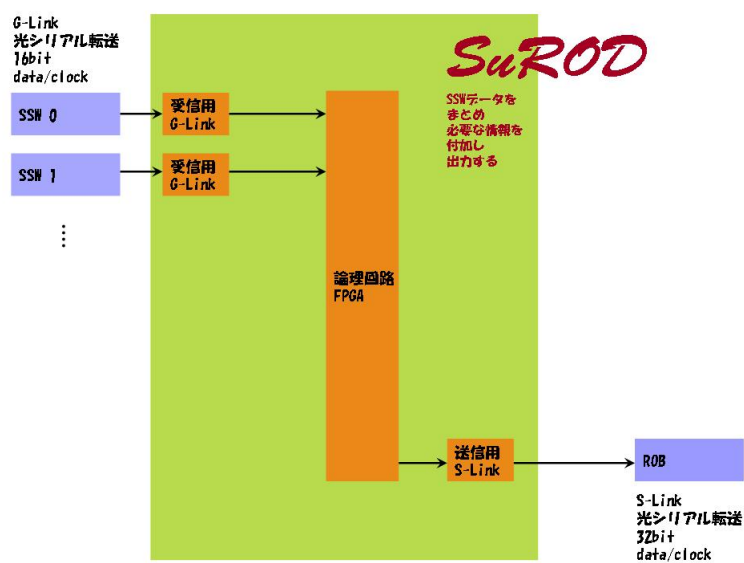 G-Link
光シリアル転送
16bit
data/clock
SuROD
SSWデータを
まとめ
必要な情報を
付加し
出力する
SSW 0
受信用
G-Link
SSW 1
受信用
G-Link
⋮
論理回路
FPGA
送信用
S-Link
ROB
S-Link
光シリアル転送
32bit
data/clock